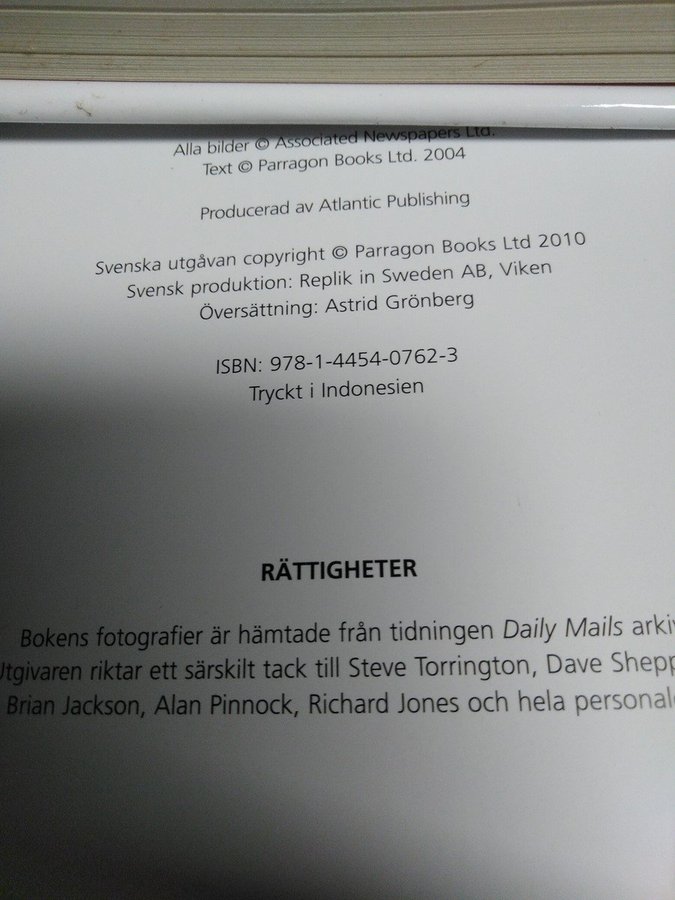 Alla bilder © Associated Newspapers Ltd.
Text © Parragon Books Ltd. 2004
Producerad av Atlantic Publishing
Svenska utgåvan copyright © Parragon Books Ltd 2010
Svensk produktion: Replik in Sweden AB, Viken
Översättning: Astrid Grönberg
ISBN: 978-1-4454-0762-3
Tryckt i Indonesien
RÄTTIGHETER
Bokens fotografier är hämtade från tidningen Daily Mails arkiv
Utgivaren riktar ett särskilt tack till Steve Torrington, Dave Shepp
Brian Jackson, Alan Pinnock, Richard Jones och hela personale